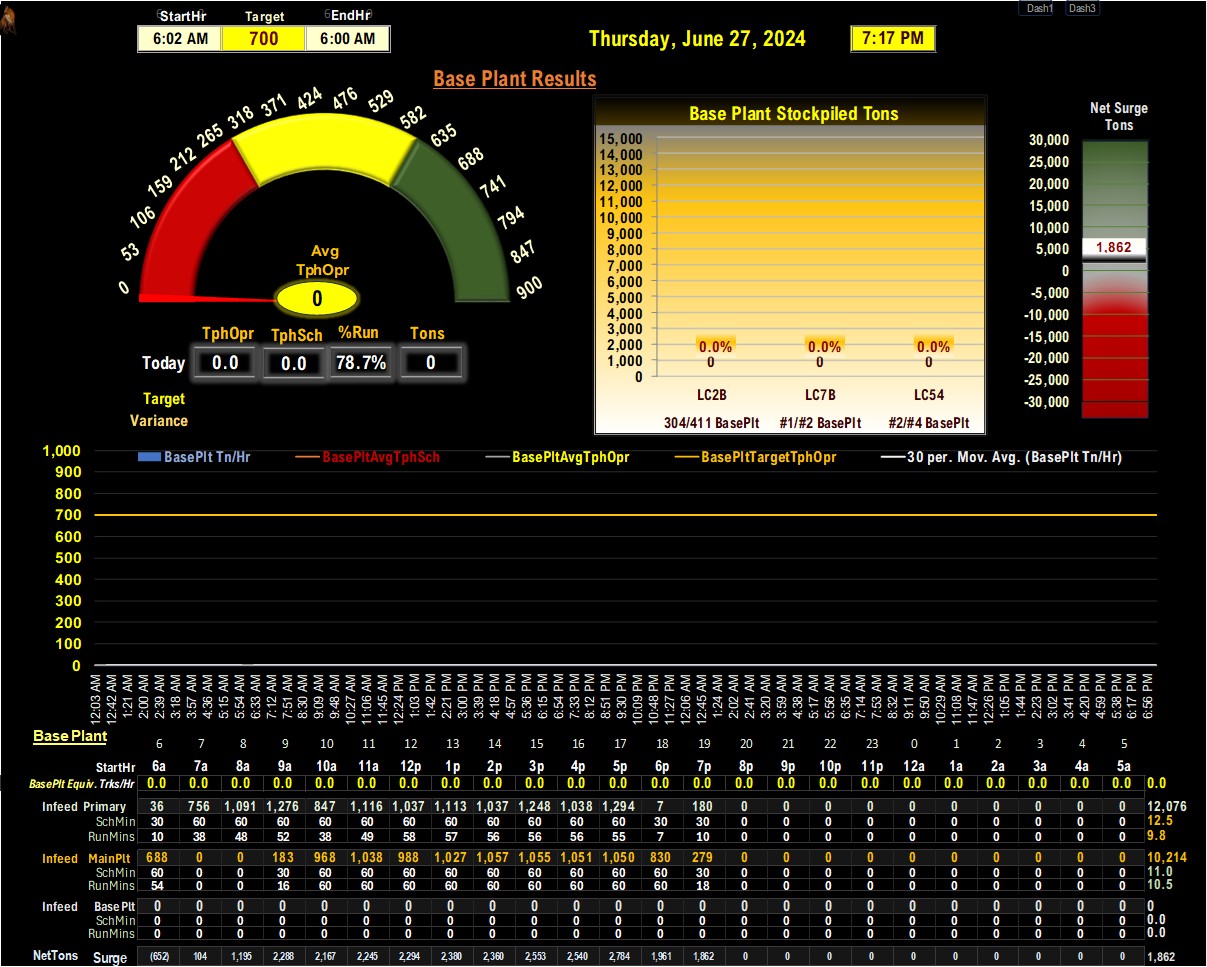 Dash1 Dash3
StartHr Target EndHr
6:02 AM 700 6:00 AM
Thursday, June 27, 2024 7:17 PM
Base Plant Results
0 53 106 159 212 265 318 371 424 476 529 582 635 688 741 794 847 900
Avg
TphOpr
0
TphOpr TphSch %Run Tons
Today 0.0 0.0 78.7% 0
Target
Variance
Base Plant Stockpiled Tons
15,000
14,000
13,000
12,000
11,000
10,000
9,000
8,000
7,000
6,000
5,000
4,000
3,000
2,000
1,000
0
0.0% 0.0% 0.0%
0 0 0
LC2B LC7B LC54
304/411 BasePlt #1/#2 BasePlt #2/#4 BasePlt
Net Surge
Tons
30,000
25,000
20,000
15,000
10,000
5,000
0
-5,000
-10,000
-15,000
-20,000
-25,000
-30,000
1,862
BasePlt Tn/Hr BasePltAvgTphSch BasePltAvgTphOpr BasePltTargetTphOpr 30 per. Mov. Avg. (BasePlt Tn/Hr)
1,000
900
800
700
600
500
400
300
200
100
0
12:03 AM 12:42 AM 1:21 AM 2:00 AM 2:39 AM 3:18 AM 3:57 AM 4:36 AM 5:15 AM 5:54 AM 6:33 AM 7:12 AM 7:51 AM 8:30 AM 9:09 AM 9:48 AM 10:27 AM 11:06 AM 11:45 AM 12:24 PM 1:03 PM 1:42 PM 2:21 PM 3:00 PM 3:39 PM 4:18 PM 4:57 PM 5:36 PM 6:15 PM 6:54 PM 7:33 PM 8:12 PM 8:51 PM 9:30 PM 10:09 PM 10:48 PM 11:27 PM 12:06 AM 12:45 AM 1:24 AM 2:02 AM 2:41 AM 3:20 AM 3:59 AM 4:38 AM 5:17 AM 5:56 AM 6:35 AM 7:14 AM 7:53 AM 8:32 AM 9:11 AM 9:50 AM 10:29 AM 11:08 AM 11:47 AM 12:26 PM 1:05 PM 1:44 PM 2:23 PM 3:02 PM 3:41 PM 4:20 PM 4:59 PM 5:38 PM 6:17 PM 6:56 PM
Base Plant
6 7 8 9 10 11 12 13 14 15 16 17 18 19 20 21 22 23 0 1 2 3 4 5
StartHr 6a 7a 8a 9a 10a 11a 12p 1p 2p 3p 4p 5p 6p 7p 8p 9p 10p 11p 12a 1a 2a 3a 4a 5a
BasePlt Equiv. Trks/Hr 0.0 0.0 0.0 0.0 0.0 0.0 0.0 0.0 0.0 0.0 0.0 0.0 0.0 0.0 0.0 0.0 0.0 0.0 0.0 0.0 0.0 0.0 0.0 0.0 0.0
Infeed Primary 36 756 1,091 1,276 847 1,116 1,037 1,113 1,037 1,248 1,038 1,294 7 180 0 0 0 0 0 0 0 0 0 0 12,076
SchMin 30 60 60 60 60 60 60 60 60 60 60 60 30 30 0 0 0 0 0 0 0 0 0 0 12.5
RunMins 10 38 48 52 38 49 58 57 56 56 56 55 7 10 0 0 0 0 0 0 0 0 0 0 9.8
Infeed MainPlt 688 0 0 183 968 1,038 988 1,027 1,057 1,055 1,051 1,050 830 279 0 0 0 0 0 0 0 0 0 0 10,214
SchMin 60 0 0 30 60 60 60 60 60 60 60 60 60 30 0 0 0 0 0 0 0 0 0 0 11.0
RunMins 54 0 0 16 60 60 60 60 60 60 60 60 60 18 0 0 0 0 0 0 0 0 0 0 10.5
Infeed Base Plt 0 0 0 0 0 0 0 0 0 0 0 0 0 0 0 0 0 0 0 0 0 0 0 0 0
SchMin 0 0 0 0 0 0 0 0 0 0 0 0 0 0 0 0 0 0 0 0 0 0 0 0 0.0
RunMins 0 0 0 0 0 0 0 0 0 0 0 0 0 0 0 0 0 0 0 0 0 0 0 0 0.0
NetTons Surge (652) 104 1,195 2,288 2,167 2,245 2,294 2,380 2,360 2,553 2,540 2,784 1,961 1,862 0 0 0 0 0 0 0 0 0 0 1,862